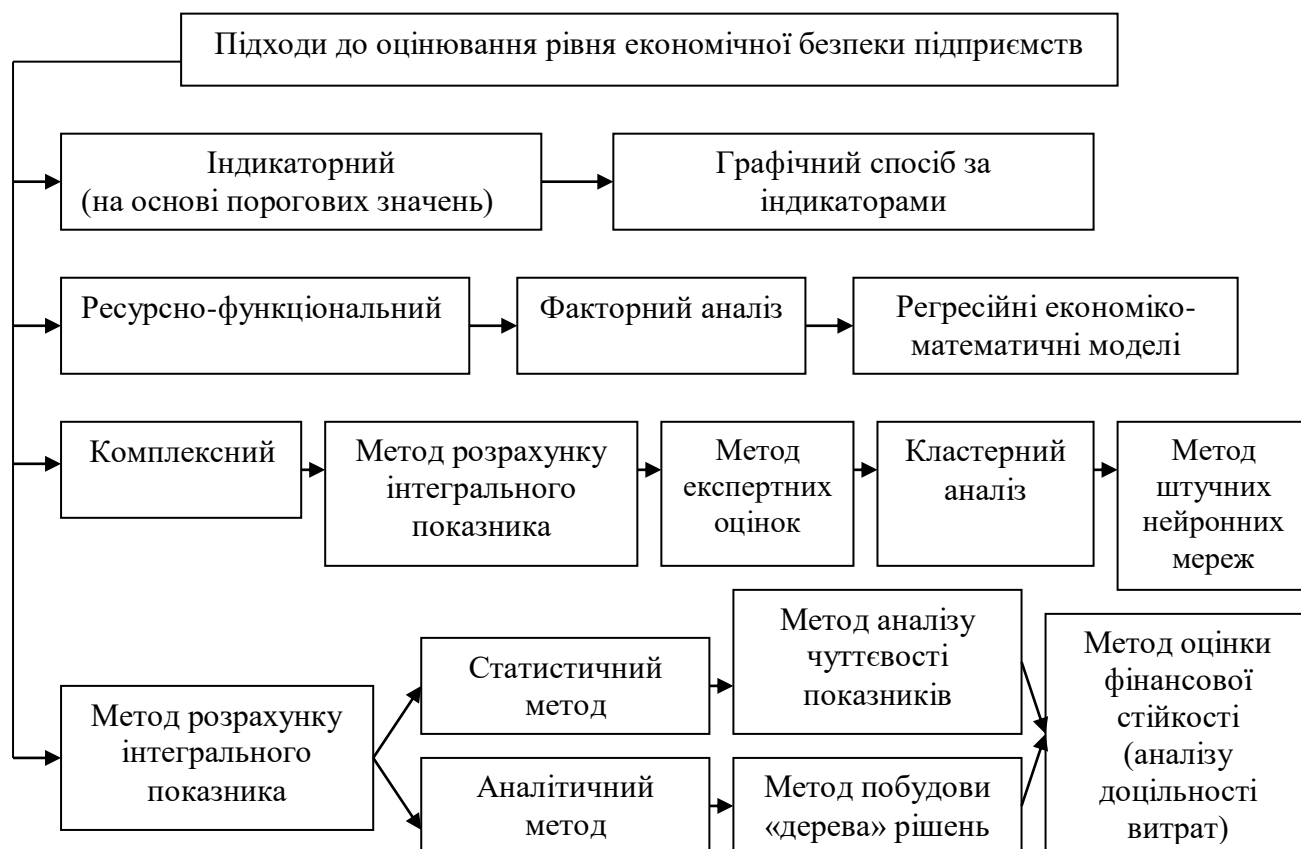 Підходи до оцінювання рівня економічної безпеки підприємств
Індикаторний
(на основі порогових значень)
Графічний спосіб за
індикаторами
Ресурсно-функціональний
Факторний аналіз
Регресійні економіко-
математичні моделі
Комплексний
Метод розрахунку
інтегрального
показника
Метод
експертних
оцінок
Кластерний
аналіз
Метод
штучних
нейронних
мереж
Метод розрахунку
інтегрального
показника
Статистичний
метод
Метод аналізу
чуттєвості
показників
Аналітичний
метод
Метод побудови
«дерева» рішень
Метод оцінки
фінансової
стійкості
(аналізу
доцільності
витрат)